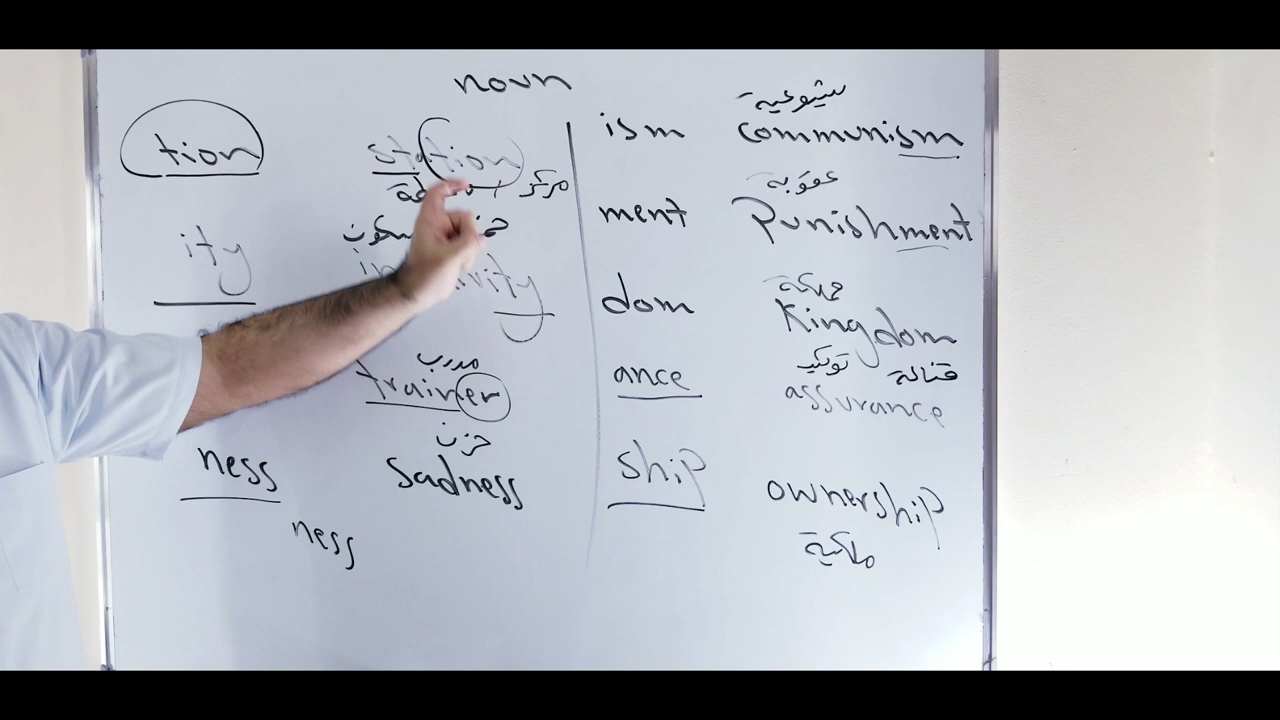 noun
tion
station
مركز
ity
trainer
مدرب
ness
sadness
حزن
ness
ism
communism
شيوعية
ment
Punishment
عقوبة
dom
Kingdom
ance
assurance
توكيد
ship
ownership
ملكية